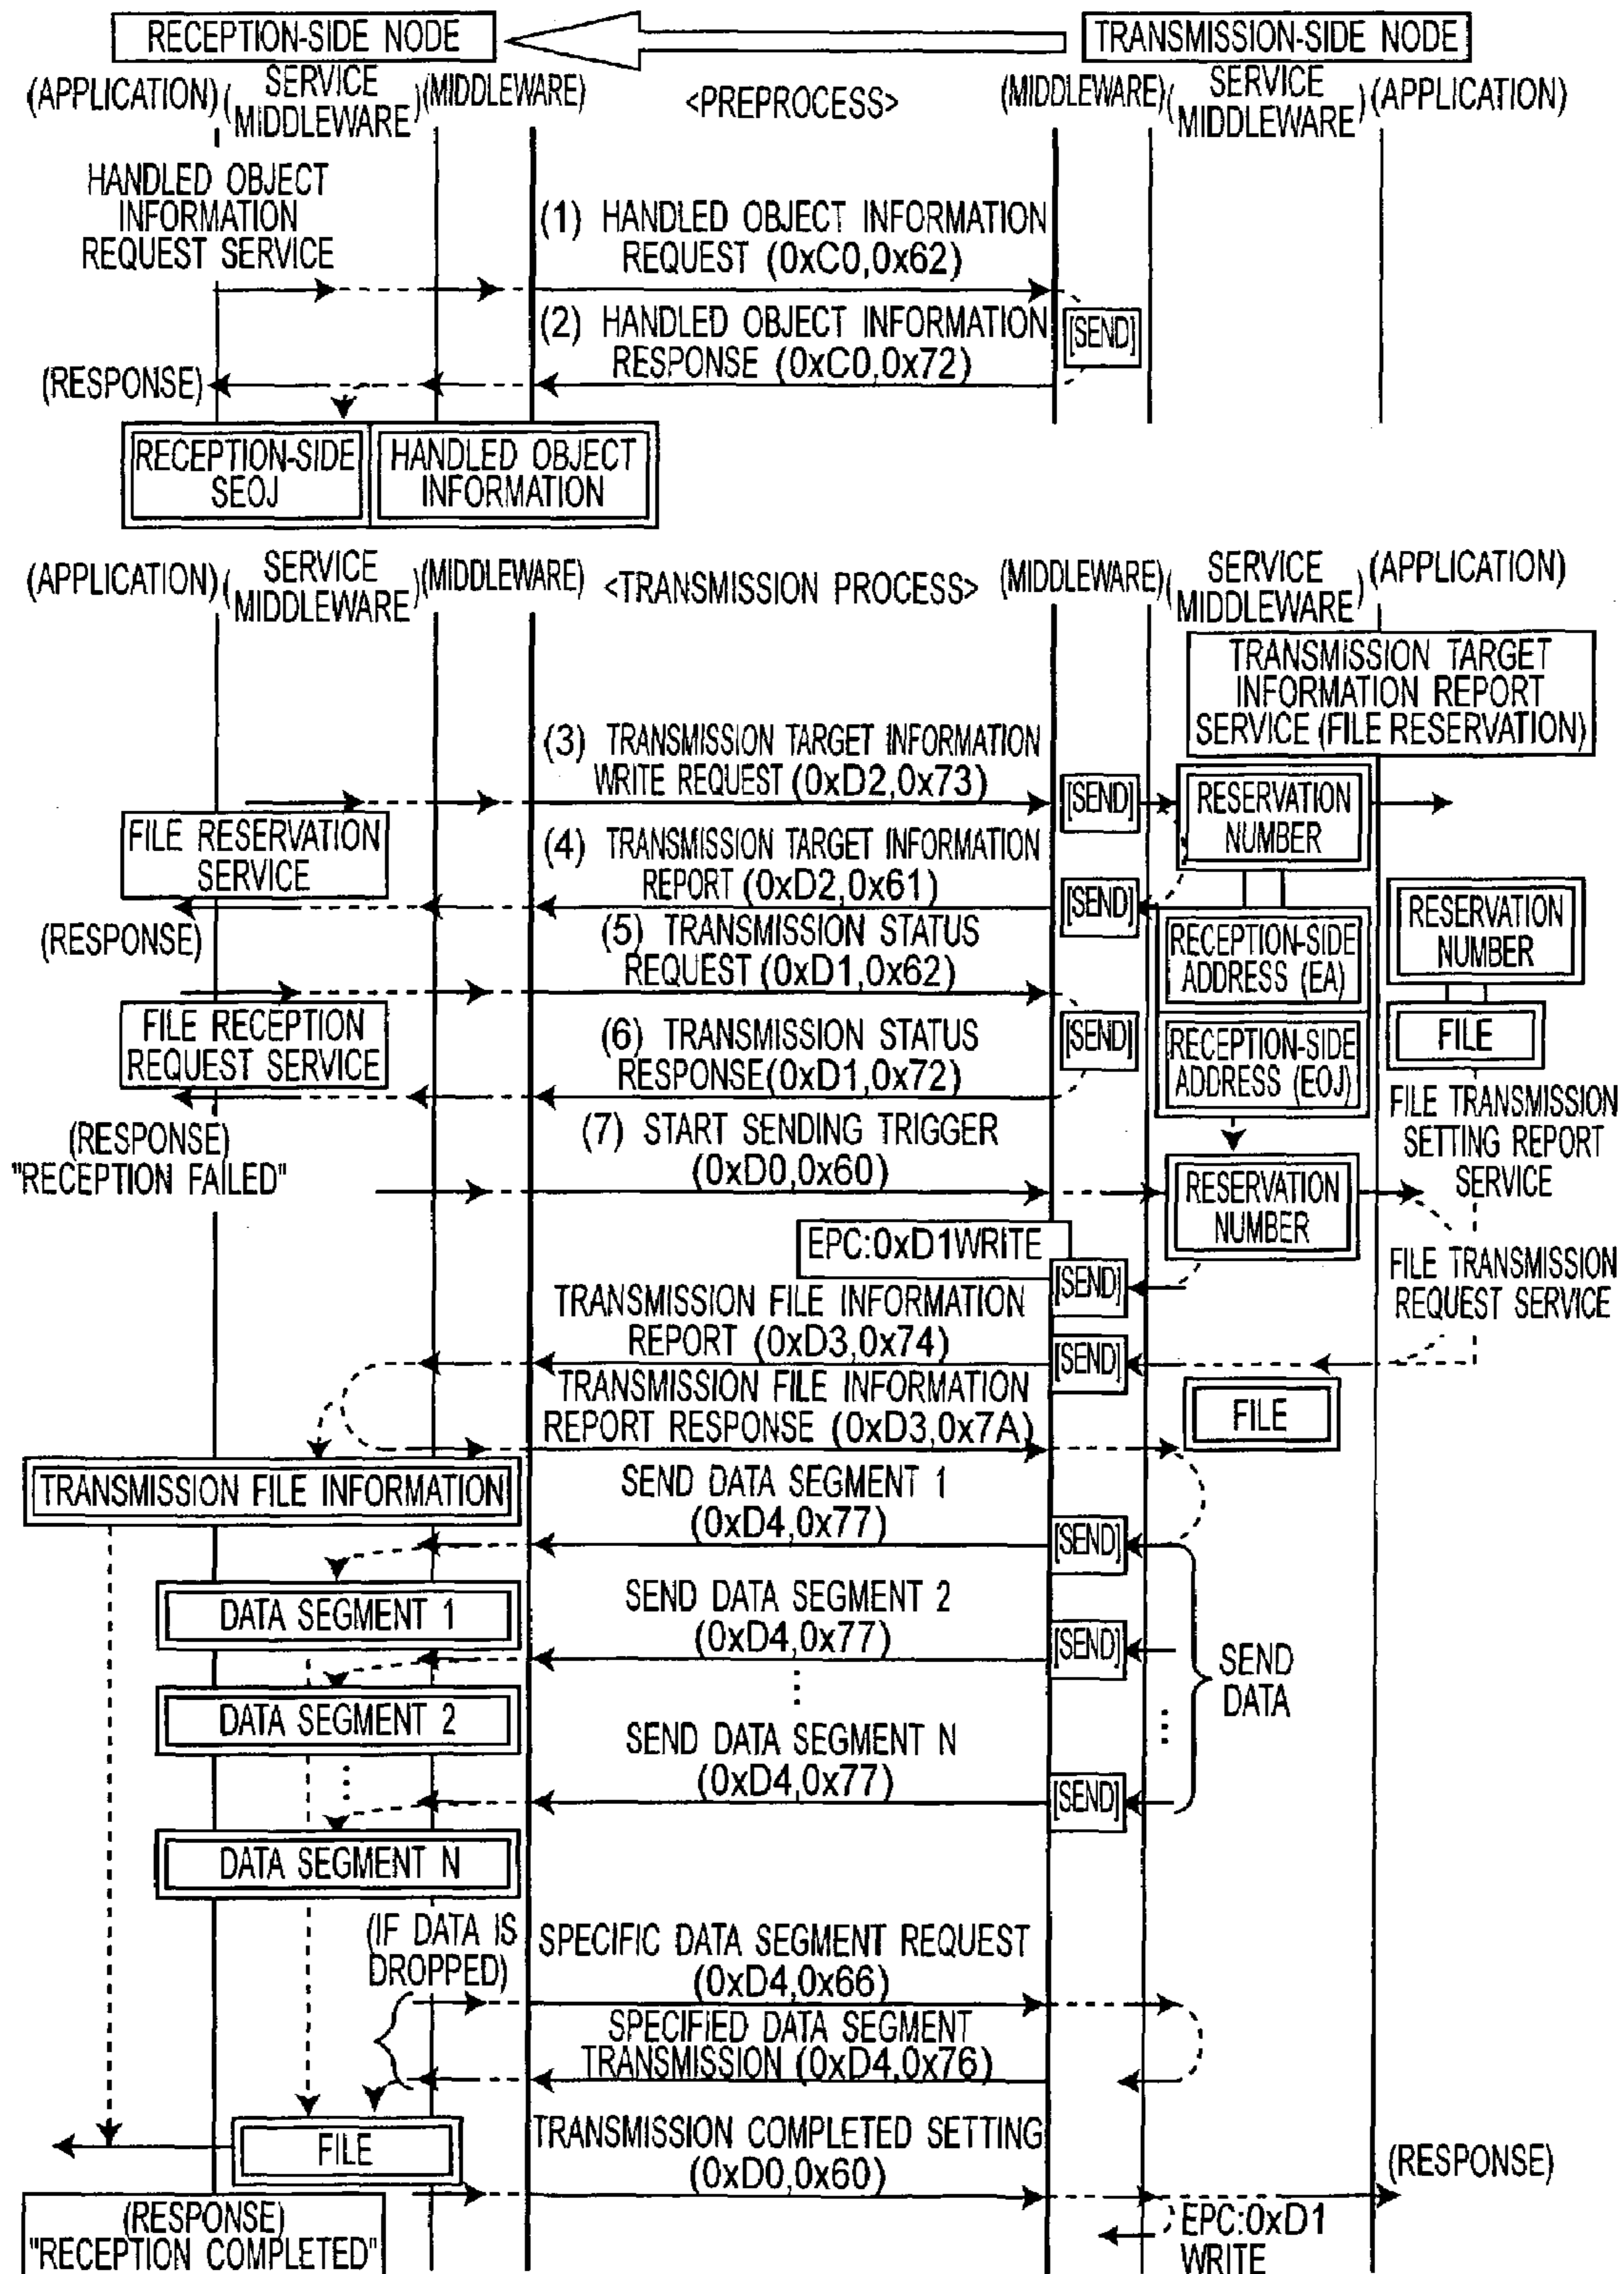 RECEPTION-SIDE NODE
TRANSMISSION-SIDE NODE
(APPLICATION)
(SERVICE
MIDDLEWARE)
(MIDDLEWARE)
<PREPROCESS>
(MIDDLEWARE)
(SERVICE
MIDDLEWARE)
(APPLICATION)
HANDLED OBJECT
INFORMATION
REQUEST SERVICE
(1) HANDLED OBJECT INFORMATION
REQUEST (0xC0,0x62)
(2) HANDLED OBJECT INFORMATION
RESPONSE (0xC0,0x72)
[SEND]
(RESPONSE)
RECEPTION-SIDE
SEOJ
HANDLED OBJECT
INFORMATION
(APPLICATION)
(SERVICE
MIDDLEWARE)
(MIDDLEWARE)
<TRANSMISSION PROCESS>
(MIDDLEWARE)
(SERVICE
MIDDLEWARE)
(APPLICATION)
TRANSMISSION TARGET
INFORMATION REPORT
SERVICE (FILE RESERVATION)
(3) TRANSMISSION TARGET INFORMATION
WRITE REQUEST (0xD2,0x73)
[SEND]
RESERVATION
NUMBER
FILE RESERVATION
SERVICE
(4) TRANSMISSION TARGET INFORMATION
REPORT (0xD2,0x61)
[SEND]
(RESPONSE)
RECEPTION-SIDE
ADDRESS (EA)
RESERVATION
NUMBER
(5) TRANSMISSION STATUS
REQUEST (0xD1,0x62)
FILE RECEPTION
REQUEST SERVICE
(6) TRANSMISSION STATUS
RESPONSE(0xD1,0x72)
[SEND]
RECEPTION-SIDE
ADDRESS (EOJ)
FILE
(RESPONSE)
"RECEPTION FAILED"
(7) START SENDING TRIGGER
(0xD0,0x60)
RESERVATION
NUMBER
FILE TRANSMISSION
SETTING REPORT
SERVICE
EPC:0xD1WRITE
[SEND]
FILE TRANSMISSION
REQUEST SERVICE
TRANSMISSION FILE INFORMATION
REPORT (0xD3,0x74)
[SEND]
TRANSMISSION FILE INFORMATION
REPORT RESPONSE (0xD3,0x7A)
FILE
TRANSMISSION FILE INFORMATION
SEND DATA SEGMENT 1
(0xD4,0x77)
[SEND]
DATA SEGMENT 1
SEND DATA SEGMENT 2
(0xD4,0x77)
[SEND]
SEND
DATA
DATA SEGMENT 2
SEND DATA SEGMENT N
(0xD4,0x77)
[SEND]
DATA SEGMENT N
(IF DATA IS
DROPPED)
SPECIFIC DATA SEGMENT REQUEST
(0xD4,0x66)
SPECIFIED DATA SEGMENT
TRANSMISSION (0xD4,0x76)
FILE
TRANSMISSION COMPLETED SETTING
(0xD0,0x60)
(RESPONSE)
(RESPONSE)
"RECEPTION COMPLETED"
EPC:0xD1
WRITE